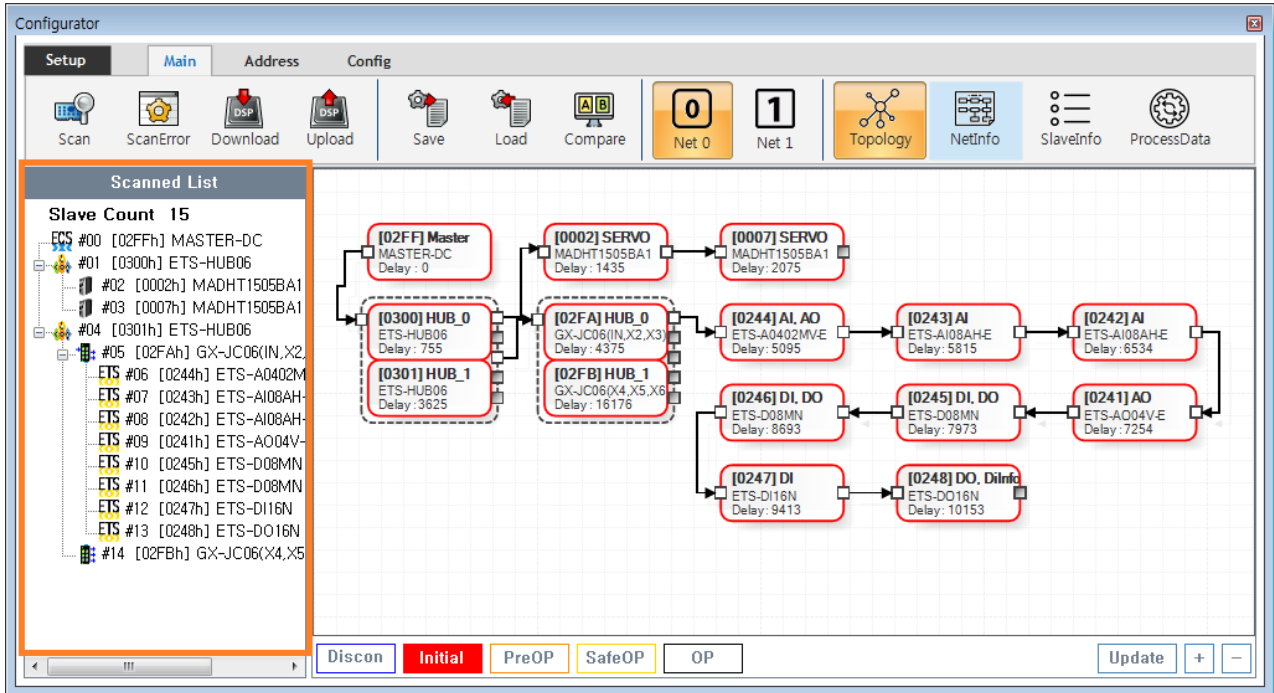 Configurator
Setup Main Address Config
Scan ScanError Download Upload Save Load Compare Net 0 Net 1 Topology NetInfo SlaveInfo ProcessData
DSP DSP A B 0 1
Scanned List
Slave Count 15
ECS #00 [02FFh] MASTER-DC
#01 [0300h] ETS-HUB06
#02 [0002h] MADHT1505BA1
#03 [0007h] MADHT1505BA1
#04 [0301h] ETS-HUB06
#05 [02FAh] GX-JC06(IN,X2,
ETS #06 [0244h] ETS-A0402M
ETS #07 [0243h] ETS-AI08AH-
ETS #08 [0242h] ETS-AI08AH-
ETS #09 [0241h] ETS-AO04V-
ETS #10 [0245h] ETS-D08MN
ETS #11 [0246h] ETS-D08MN
ETS #12 [0247h] ETS-DI16N
ETS #13 [0248h] ETS-DO16N
#14 [02FBh] GX-JC06(X4,X5
[02FF] Master
MASTER-DC
Delay : 0
[0002] SERVO
MADHT1505BA1
Delay : 1435
[0007] SERVO
MADHT1505BA1
Delay : 2075
[0300] HUB_0
ETS-HUB06
Delay : 755
[0301] HUB_1
ETS-HUB06
Delay : 3625
[02FA] HUB_0
GX-JC06(IN,X2,X3)
Delay : 4375
[02FB] HUB_1
GX-JC06(X4,X5,X6
Delay : 16176
[0244] AI, AO
ETS-A0402MV-E
Delay : 5095
[0243] AI
ETS-AI08AH-E
Delay : 5815
[0242] AI
ETS-AI08AH-E
Delay : 6534
[0246] DI, DO
ETS-D08MN
Delay : 8693
[0245] DI, DO
ETS-D08MN
Delay : 7973
[0241] AO
ETS-AO04V-E
Delay : 7254
[0247] DI
ETS-DI16N
Delay : 9413
[0248] DO, DiInfo
ETS-DO16N
Delay : 10153
Discon Initial PreOP SafeOP OP Update + −